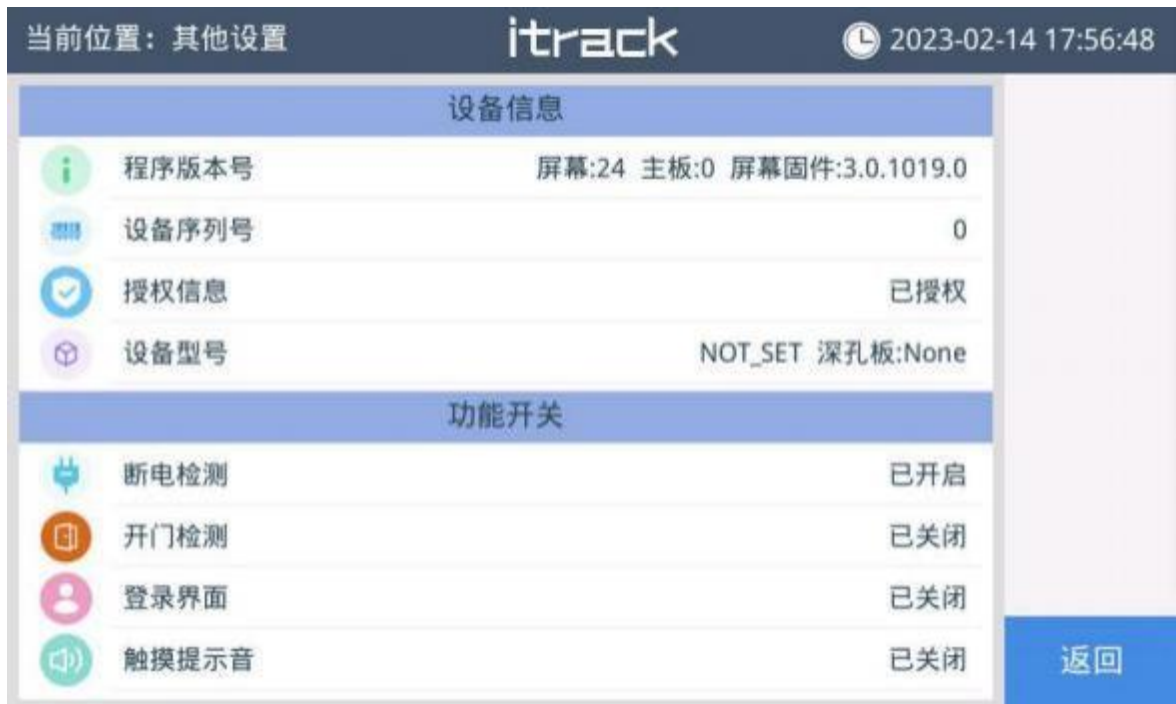 当前位置：其他设置
itrack
2023-02-14 17:56:48
设备信息
程序版本号 屏幕:24 主板:0 屏幕固件:3.0.1019.0
设备序列号 0
授权信息 已授权
设备型号 NOT_SET 深孔板:None
功能开关
断电检测 已开启
开门检测 已关闭
登录界面 已关闭
触摸提示音 已关闭
返回